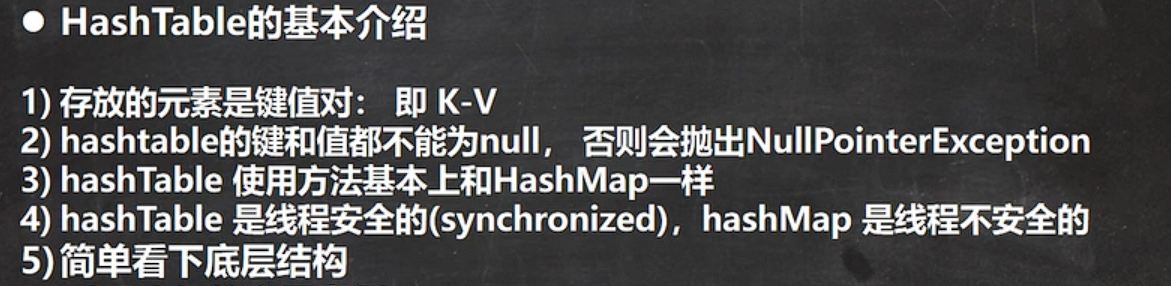 ● HashTable的基本介绍
1) 存放的元素是键值对： 即 K-V
2) hashtable的键和值都不能为null， 否则会抛出NullPointerException
3) hashTable 使用方法基本上和HashMap一样
4) hashTable 是线程安全的(synchronized)，hashMap 是线程不安全的
5) 简单看下底层结构